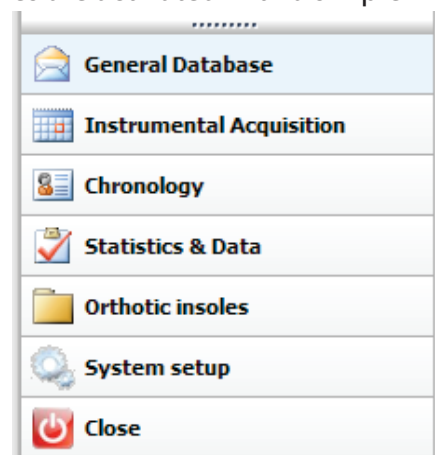 General Database
Instrumental Acquisition
Chronology
Statistics & Data
Orthotic insoles
System setup
Close